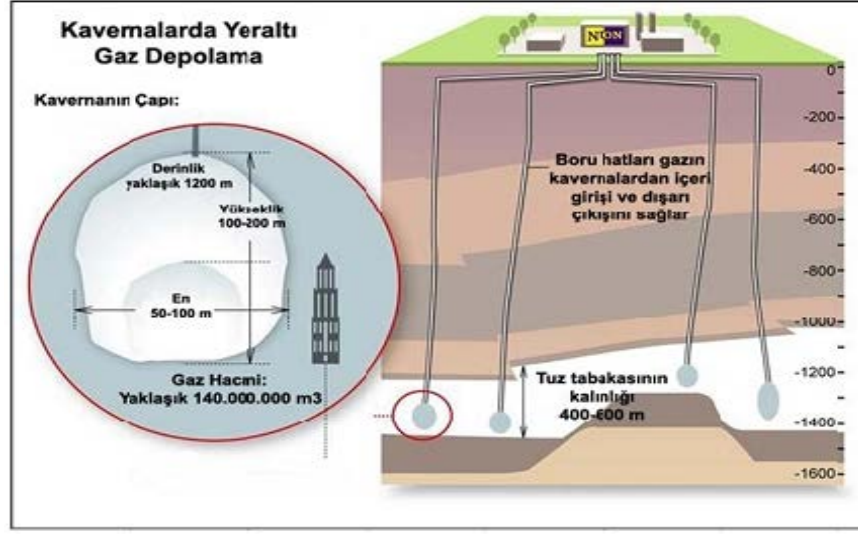 Kavernalarda Yeraltı
Gaz Depolama
Kavernanın Çapı:
Derinlik
yaklaşık 1200 m
Yükseklik
100-200 m
En
50-100 m
Gaz Hacmi:
Yaklaşık 140.000.000 m3
Boru hatları gazın
kavernalardan içeri
girişi ve dışarı
çıkışını sağlar
Tuz tabakasının
kalınlığı
400-600 m
0
-200
-400
-600
-800
-1000
-1200
-1400
-1600